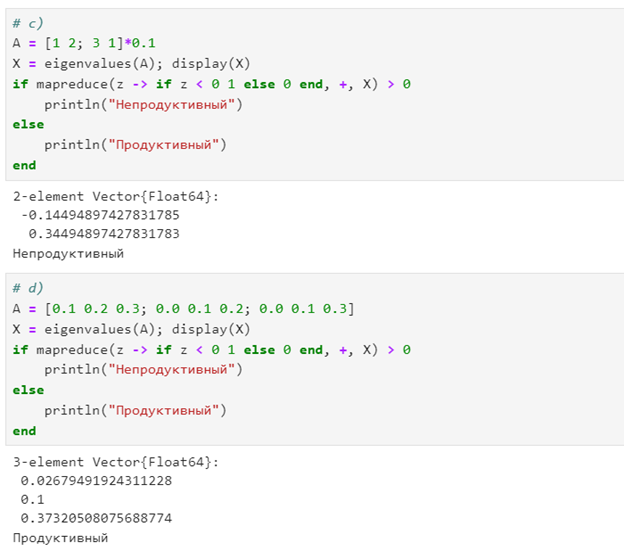 # c)
A = [1 2; 3 1]*0.1
X = eigenvalues(A); display(X)
if mapreduce(z -> if z < 0 1 else 0 end, +, X) > 0
    println("Непродуктивный")
else
    println("Продуктивный")
end
2-element Vector{Float64}:
 -0.14494897427831785
  0.34494897427831783
Непродуктивный
# d)
A = [0.1 0.2 0.3; 0.0 0.1 0.2; 0.0 0.1 0.3]
X = eigenvalues(A); display(X)
if mapreduce(z -> if z < 0 1 else 0 end, +, X) > 0
    println("Непродуктивный")
else
    println("Продуктивный")
end
3-element Vector{Float64}:
 0.02679491924311228
 0.1
 0.37320508075688774
Продуктивный